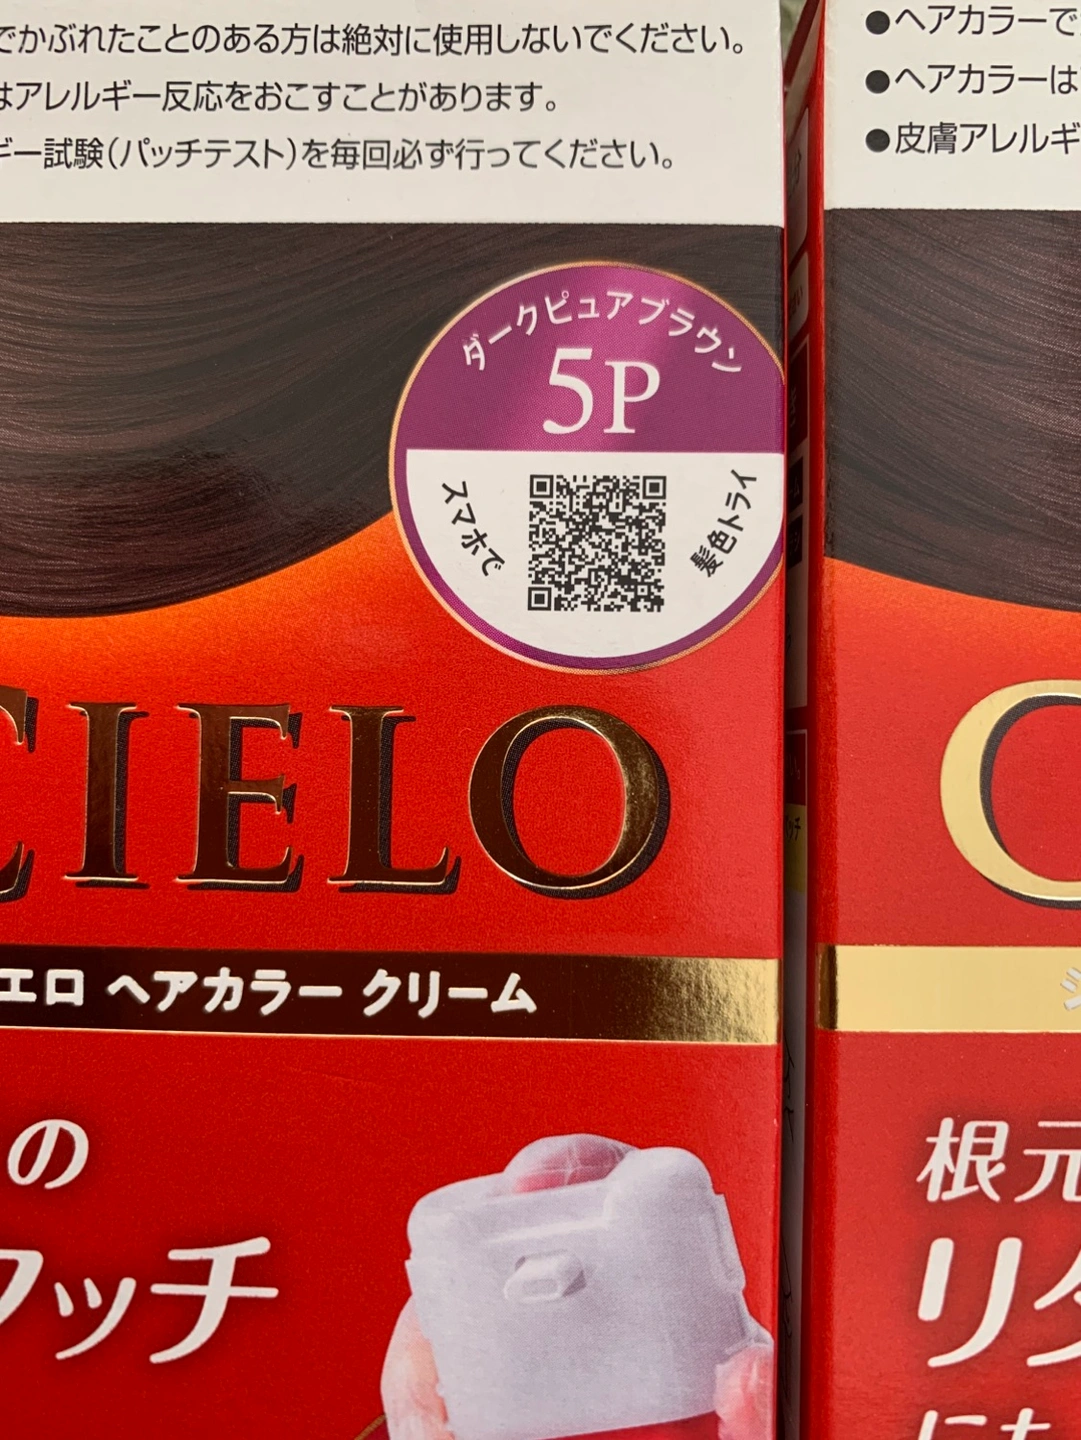 でかぶれたことのある方は絶対に使用しないでください。
はアレルギー反応をおこすことがあります。
ギー試験(パッチテスト)を毎回必ず行ってください。
ダークピュアブラウン
5P
スマホで
髪色トライ
CIELO
エロ ヘアカラー クリーム
の
タッチ
●ヘアカラーで
●ヘアカラーは
●皮膚アレルギ
C
シ
根元
リタ
にも